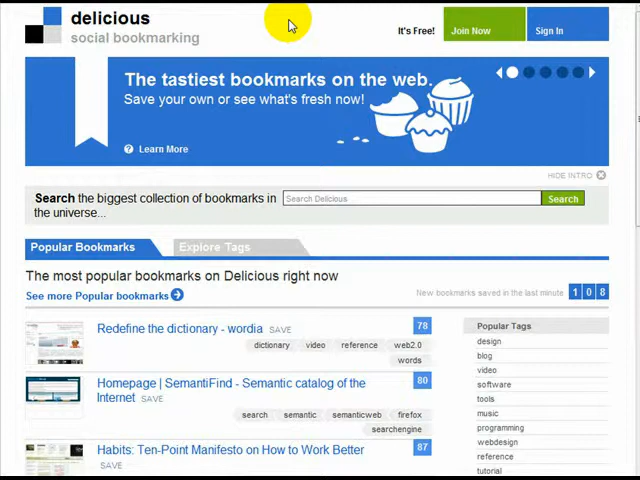 delicious
social bookmarking
It's Free!
Join Now
Sign In
The tastiest bookmarks on the web.
Save your own or see what's fresh now!
? Learn More
HIDE INTRO
Search the biggest collection of bookmarks in
the universe...
Search Delicious
Search
Popular Bookmarks
Explore Tags
The most popular bookmarks on Delicious right now
See more Popular bookmarks
New bookmarks saved in the last minute 1 0 8
Redefine the dictionary - wordia SAVE
78
dictionary video reference web2.0
words
Homepage | SemantiFind - Semantic catalog of the
Internet SAVE
80
search semantic semanticweb firefox
searchengine
Habits: Ten-Point Manifesto on How to Work Better
SAVE
87
Popular Tags
design
blog
video
software
tools
music
programming
webdesign
reference
tutorial